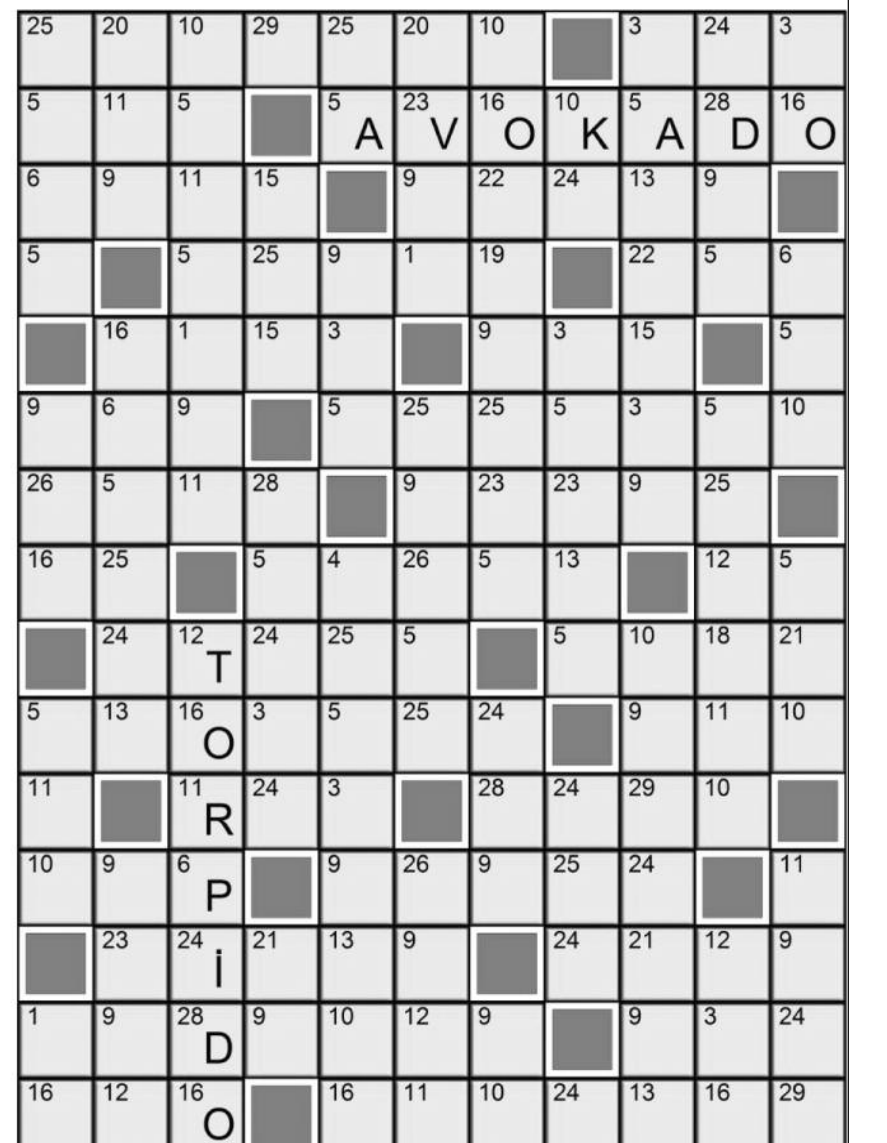 25 20 10 29 25 20 10 3 24 3
5 11 5 5 A 23 V 16 O 10 K 5 A 28 D 16 O
6 9 11 15 9 22 24 13 9
5 5 25 9 1 19 22 5 6
16 1 15 3 9 3 15 5
9 6 9 5 25 25 5 3 5 10
26 5 11 28 9 23 23 9 25
16 25 5 4 26 5 13 12 5
24 12 T 24 25 5 5 10 18 21
5 13 16 O 3 5 25 24 9 11 10
11 11 R 24 3 28 24 29 10
10 9 6 P 9 26 9 25 24 11
23 24 i 21 13 9 24 21 12 9
1 9 28 D 9 10 12 9 9 3 24
16 12 16 O 16 11 10 24 13 16 29